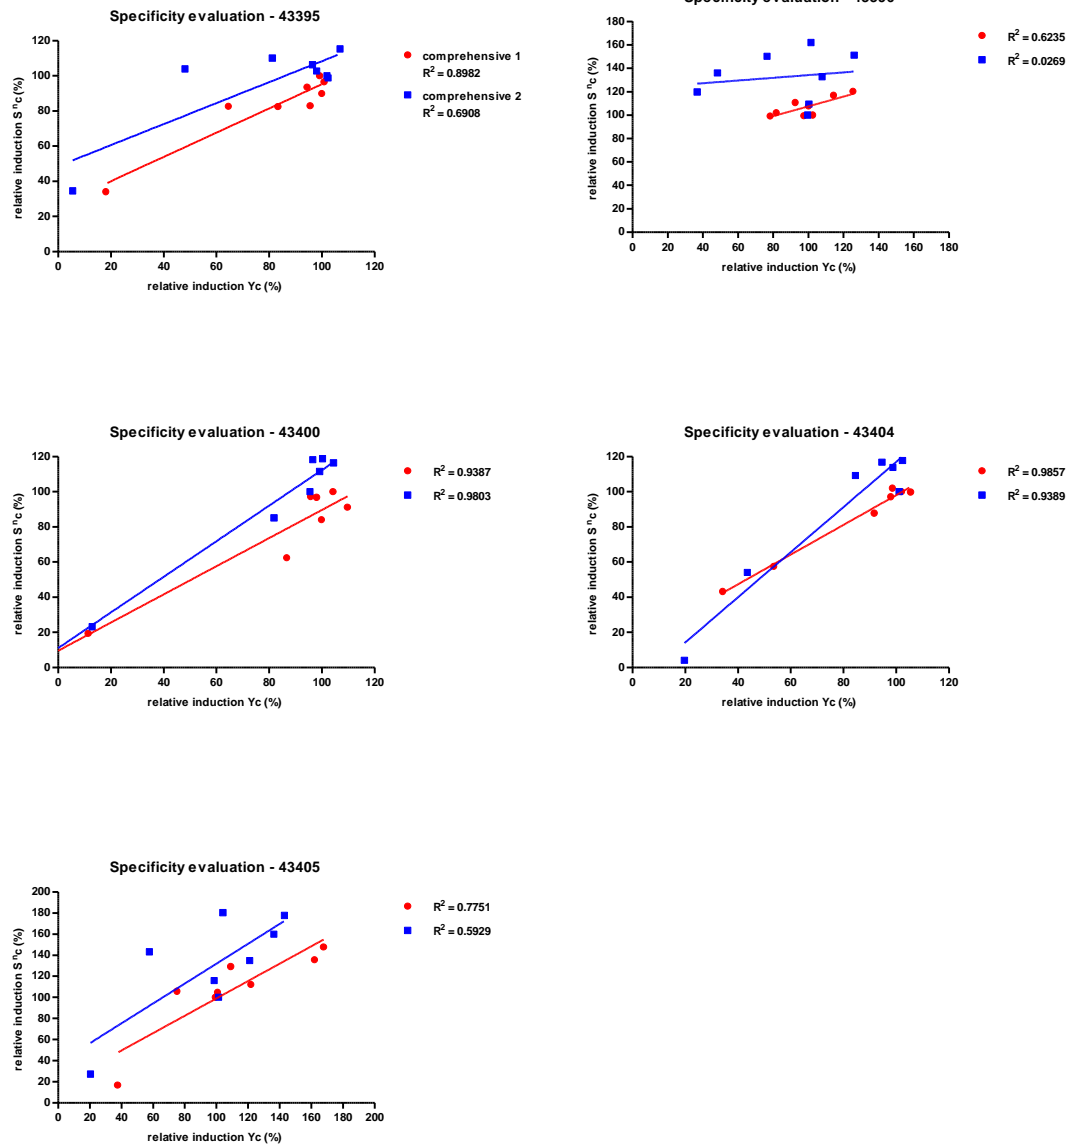 Specificity evaluation - 43395
relative induction S ⁿc (%)
120
100
80
60
40
20
0
0 20 40 60 80 100 120
relative induction Yc (%)
comprehensive 1
R² = 0.8982
comprehensive 2
R² = 0.6908
Specificity evaluation -
relative induction S ⁿc (%)
180
160
140
120
100
80
60
40
20
0
0 20 40 60 80 100 120 140 160 180
relative induction Yc (%)
R² = 0.6235
R² = 0.0269
Specificity evaluation - 43400
relative induction S ⁿc (%)
120
100
80
60
40
20
0
0 20 40 60 80 100 120
relative induction Yc (%)
R² = 0.9387
R² = 0.9803
Specificity evaluation - 43404
relative induction S ⁿc (%)
120
100
80
60
40
20
0
0 20 40 60 80 100 120
relative induction Yc (%)
R² = 0.9857
R² = 0.9389
Specificity evaluation - 43405
relative induction S ⁿc (%)
200
180
160
140
120
100
80
60
40
20
0
0 20 40 60 80 100 120 140 160 180 200
relative induction Yc (%)
R² = 0.7751
R² = 0.5929